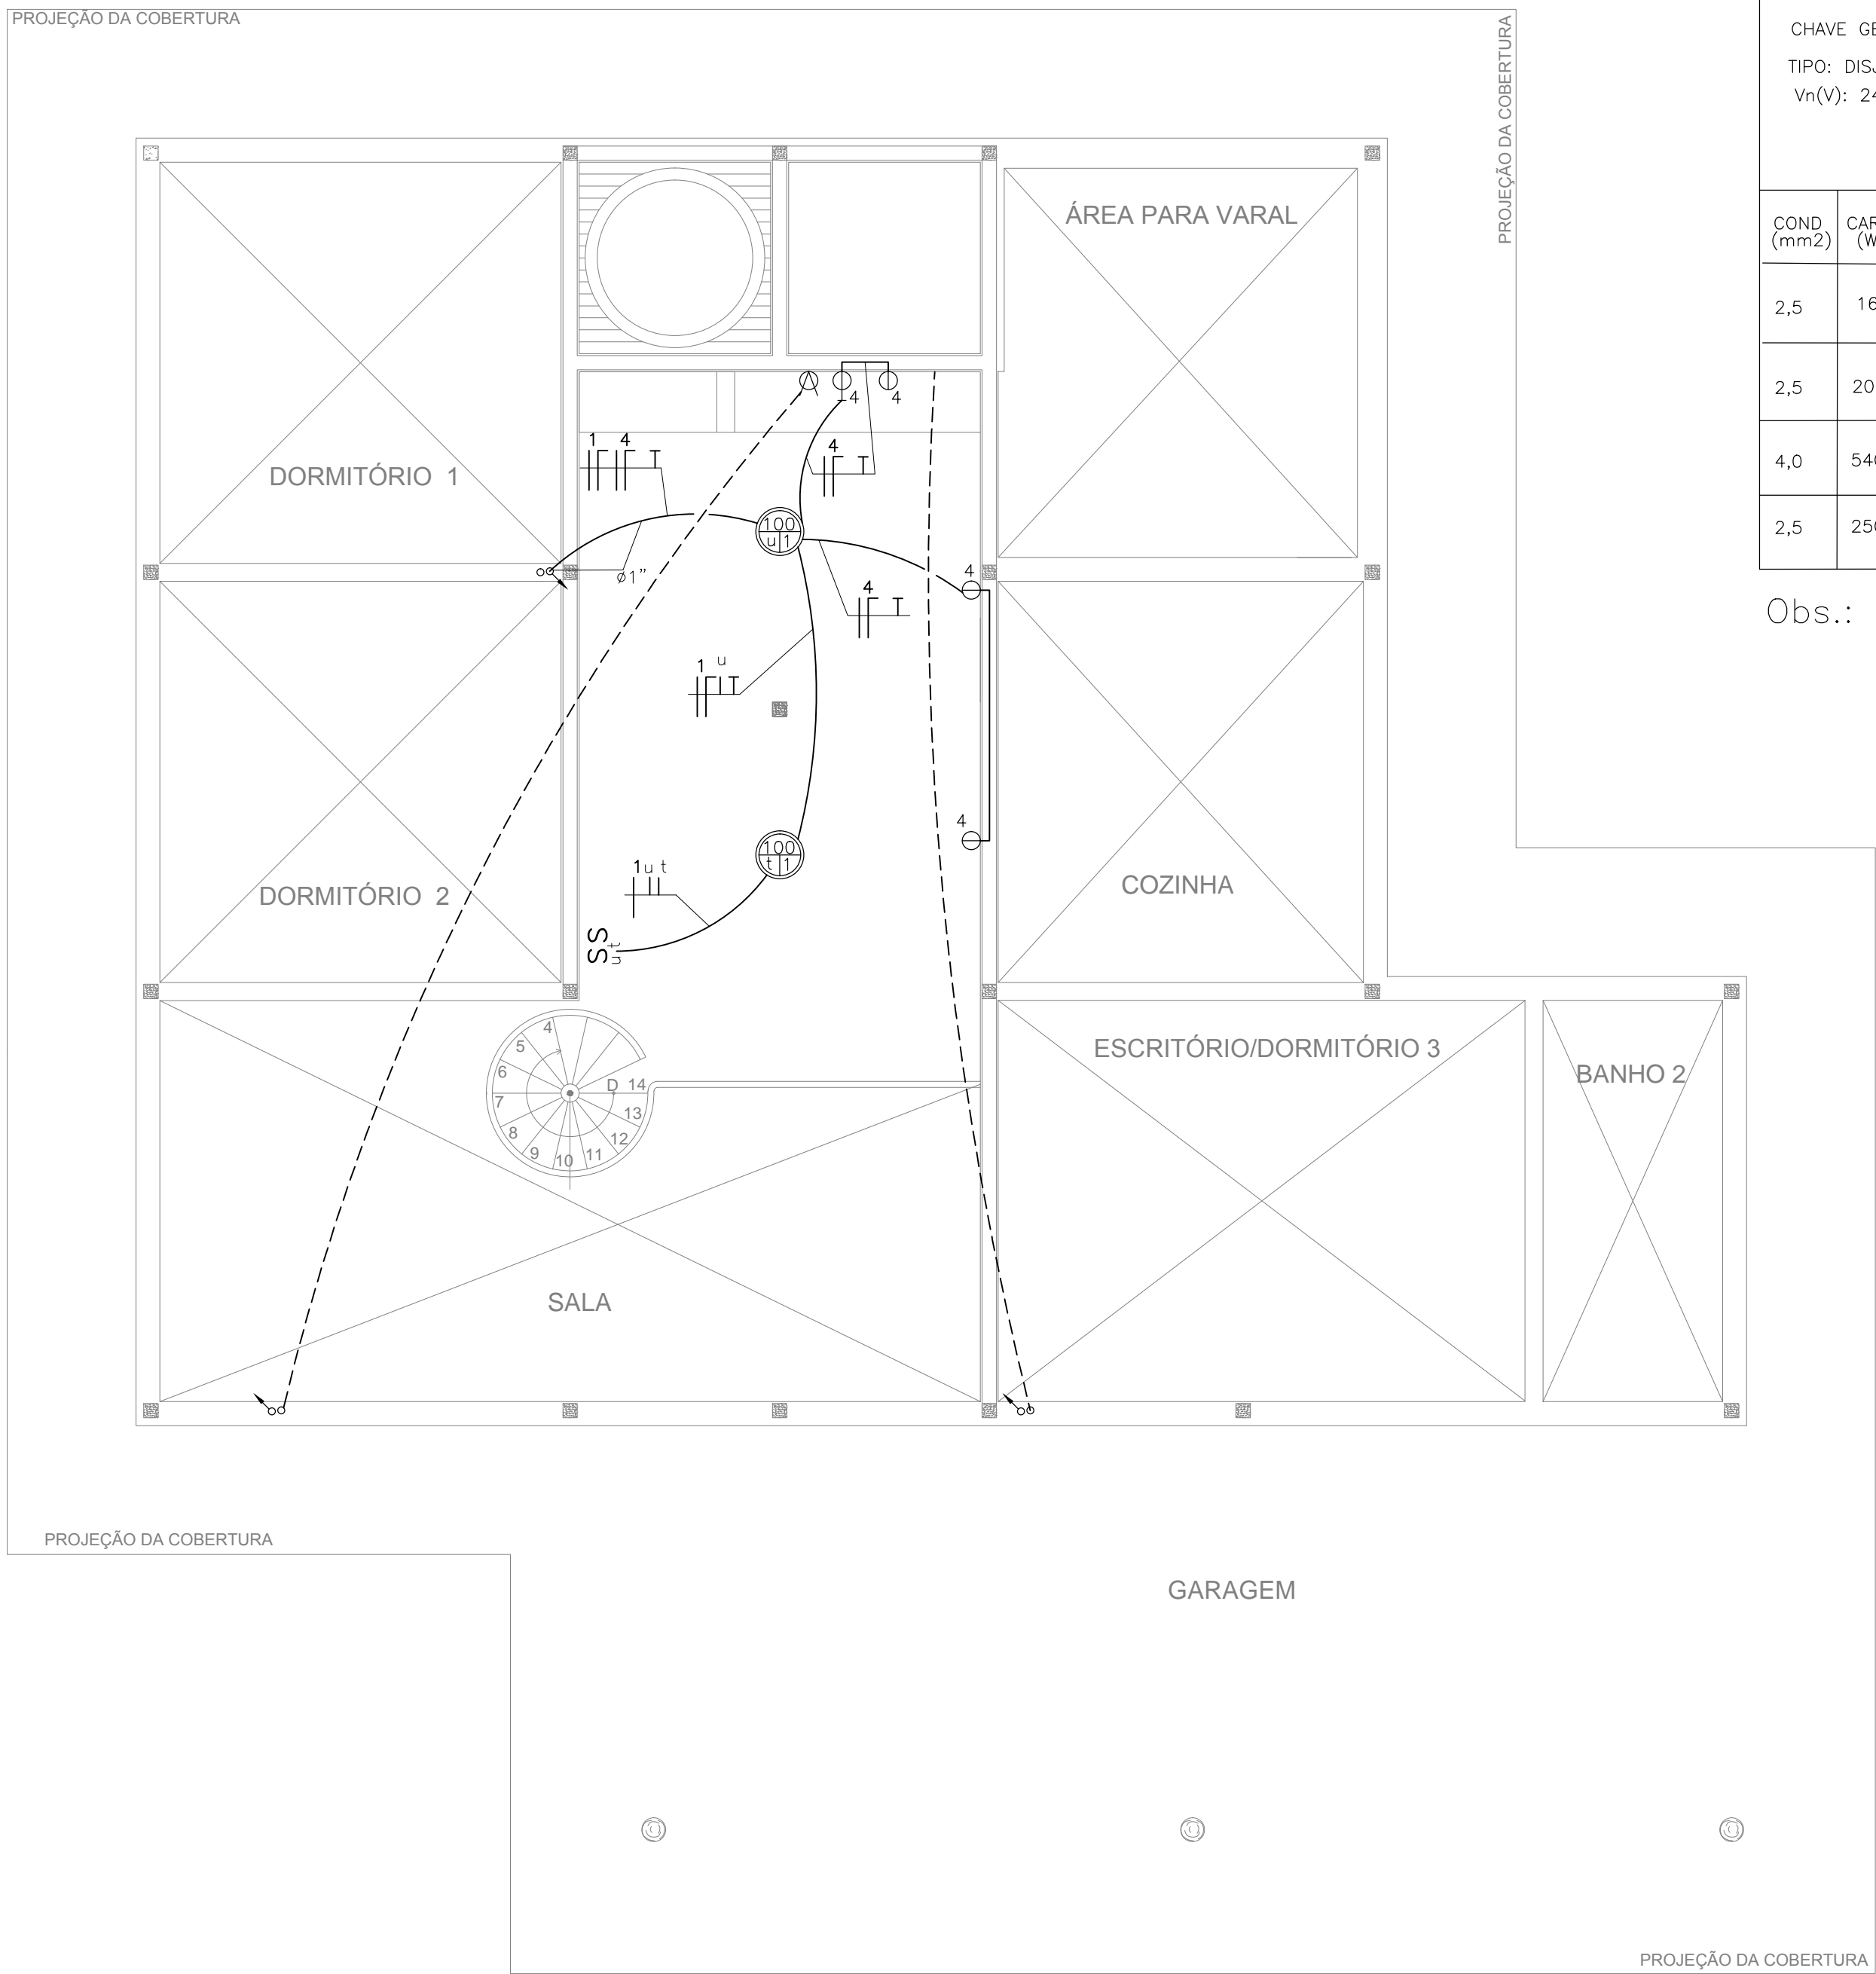 PROJEÇÃO DA COBERTURA
PROJEÇÃO DA COBERTURA
CHAVE
TIPO:
Vn(V):
COND
(mm2)
2,5
2,5
4,0
2,5
Obs.:
ÁREA PARA VARAL
4
4
1 4
4
DORMITÓRIO 1
100
u 1
ø1"
4
4
1 u
4
100
t 1
1 u t
COZINHA
DORMITÓRIO 2
SS
ut
4
5
6
7
8
9
10
11
12
13
D 14
ESCRITÓRIO/DORMITÓRIO 3
BANHO 2
SALA
PROJEÇÃO DA COBERTURA
GARAGEM
PROJEÇÃO DA COBERTURA